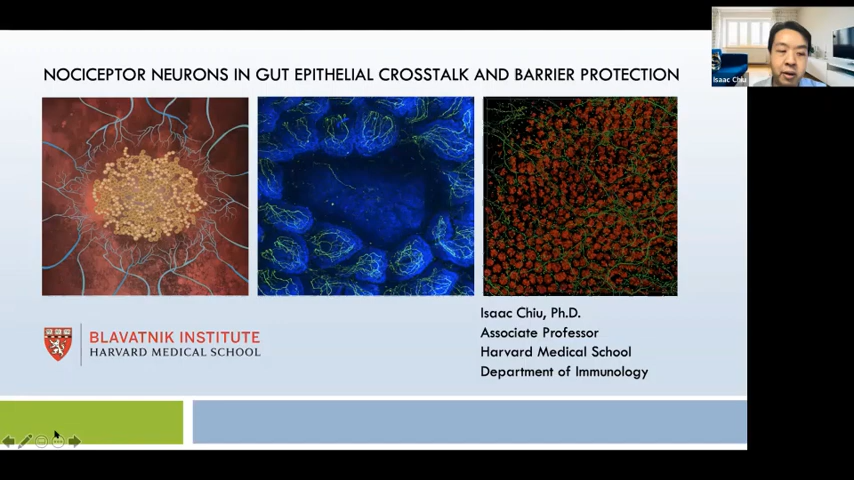 NOCICEPTOR NEURONS IN GUT EPITHELIAL CROSSTALK AND BARRIER PROTECTION
Isaac Chiu
Isaac Chiu, Ph.D.
Associate Professor
Harvard Medical School
Department of Immunology
BLAVATNIK INSTITUTE
HARVARD MEDICAL SCHOOL